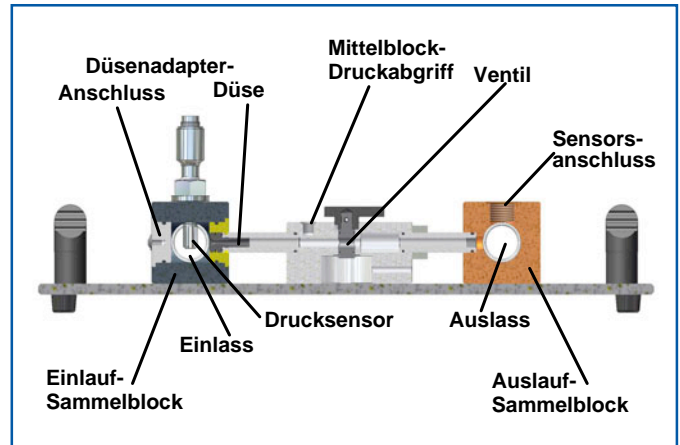 Düsenadapter-
Anschluss
Düse
Mittelblock-
Druckabgriff
Ventil
Sensors-
anschluss
Drucksensor
Einlass
Auslass
Einlauf-
Sammelblock
Auslauf-
Sammelblock